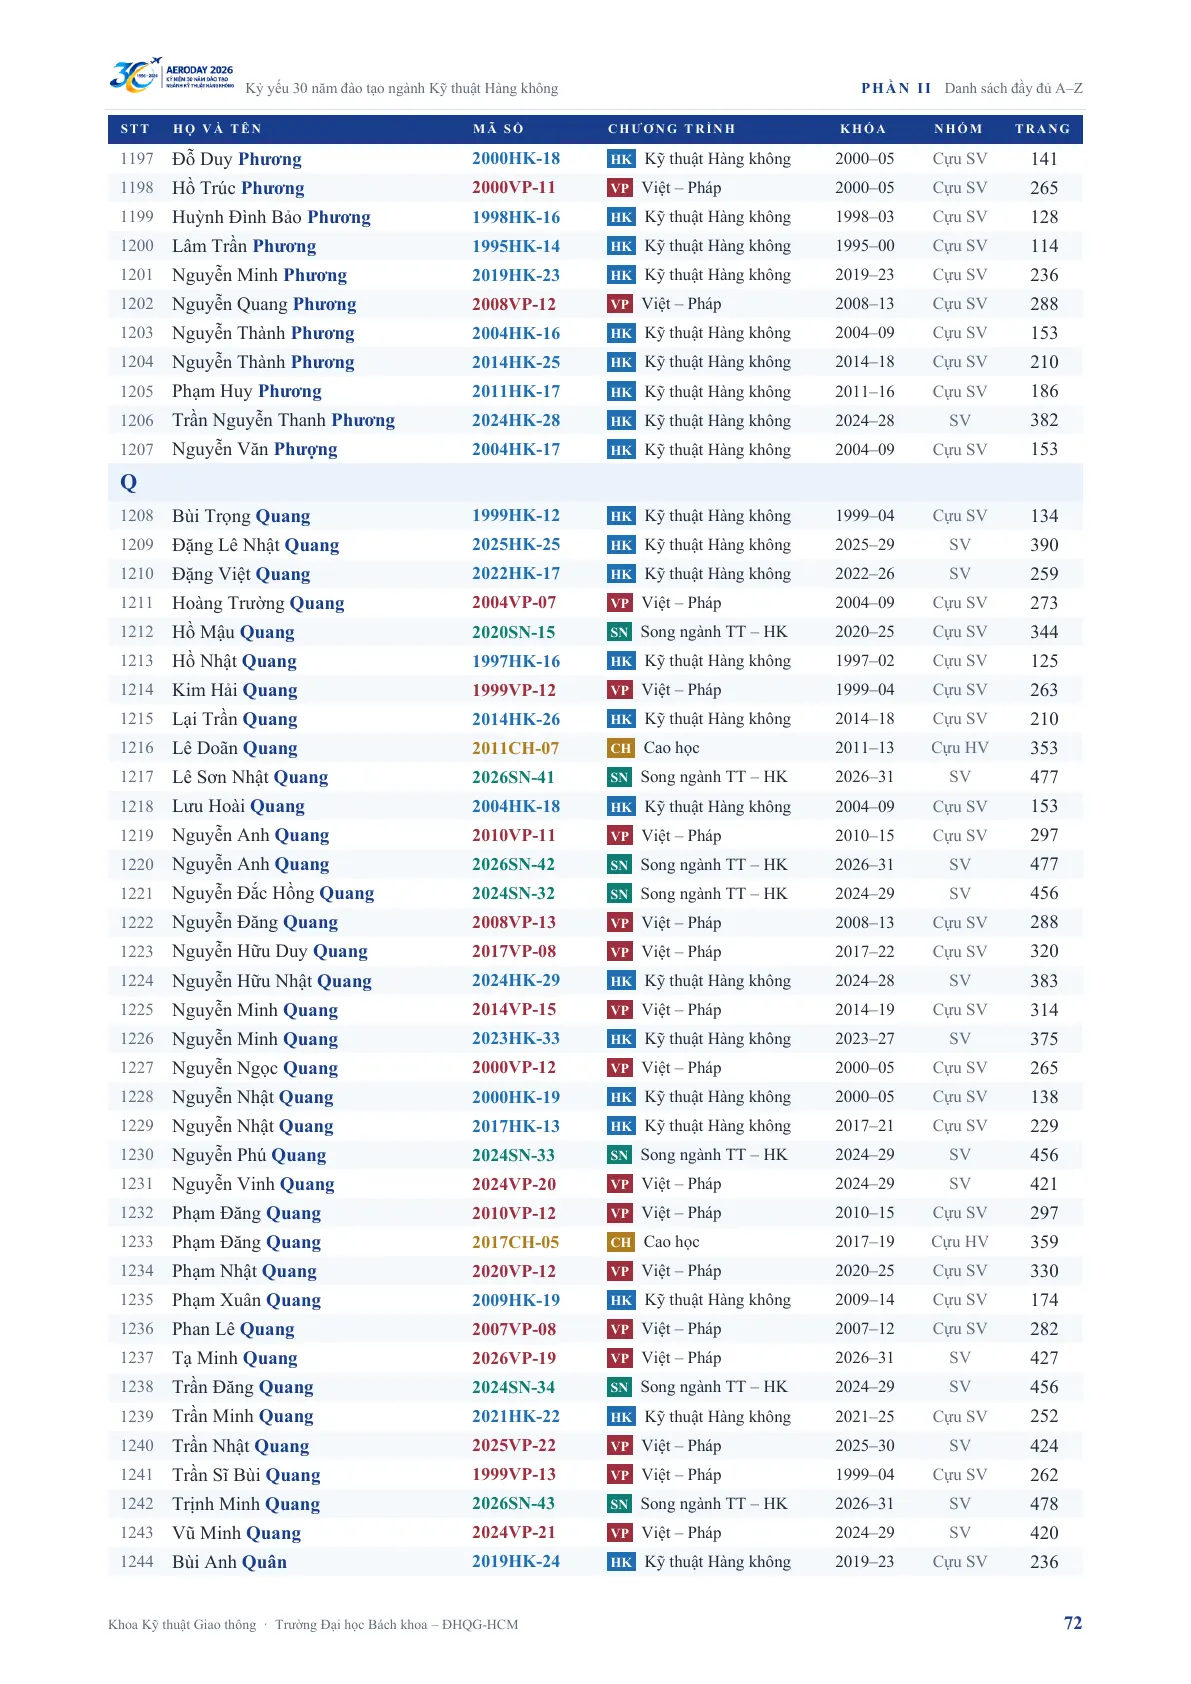 1996 - 2026
AERODAY 2026
KỶ NIỆM 30 NĂM ĐÀO TẠO
NGÀNH KỸ THUẬT HÀNG KHÔNG
Kỷ yếu 30 năm đào tạo ngành Kỹ thuật Hàng không
PHẦN II Danh sách đầy đủ A–Z
STT HỌ VÀ TÊN MÃ SỐ CHƯƠNG TRÌNH KHÓA NHÓM TRANG
1197 Đỗ Duy Phương 2000HK-18 HK Kỹ thuật Hàng không 2000–05 Cựu SV 141
1198 Hồ Trúc Phương 2000VP-11 VP Việt – Pháp 2000–05 Cựu SV 265
1199 Huỳnh Đình Bảo Phương 1998HK-16 HK Kỹ thuật Hàng không 1998–03 Cựu SV 128
1200 Lâm Trần Phương 1995HK-14 HK Kỹ thuật Hàng không 1995–00 Cựu SV 114
1201 Nguyễn Minh Phương 2019HK-23 HK Kỹ thuật Hàng không 2019–23 Cựu SV 236
1202 Nguyễn Quang Phương 2008VP-12 VP Việt – Pháp 2008–13 Cựu SV 288
1203 Nguyễn Thành Phương 2004HK-16 HK Kỹ thuật Hàng không 2004–09 Cựu SV 153
1204 Nguyễn Thành Phương 2014HK-25 HK Kỹ thuật Hàng không 2014–18 Cựu SV 210
1205 Phạm Huy Phương 2011HK-17 HK Kỹ thuật Hàng không 2011–16 Cựu SV 186
1206 Trần Nguyễn Thanh Phương 2024HK-28 HK Kỹ thuật Hàng không 2024–28 SV 382
1207 Nguyễn Văn Phượng 2004HK-17 HK Kỹ thuật Hàng không 2004–09 Cựu SV 153
Q
1208 Bùi Trọng Quang 1999HK-12 HK Kỹ thuật Hàng không 1999–04 Cựu SV 134
1209 Đặng Lê Nhật Quang 2025HK-25 HK Kỹ thuật Hàng không 2025–29 SV 390
1210 Đặng Việt Quang 2022HK-17 HK Kỹ thuật Hàng không 2022–26 SV 259
1211 Hoàng Trường Quang 2004VP-07 VP Việt – Pháp 2004–09 Cựu SV 273
1212 Hồ Mậu Quang 2020SN-15 SN Song ngành TT – HK 2020–25 Cựu SV 344
1213 Hồ Nhật Quang 1997HK-16 HK Kỹ thuật Hàng không 1997–02 Cựu SV 125
1214 Kim Hải Quang 1999VP-12 VP Việt – Pháp 1999–04 Cựu SV 263
1215 Lại Trần Quang 2014HK-26 HK Kỹ thuật Hàng không 2014–18 Cựu SV 210
1216 Lê Doãn Quang 2011CH-07 CH Cao học 2011–13 Cựu HV 353
1217 Lê Sơn Nhật Quang 2026SN-41 SN Song ngành TT – HK 2026–31 SV 477
1218 Lưu Hoài Quang 2004HK-18 HK Kỹ thuật Hàng không 2004–09 Cựu SV 153
1219 Nguyễn Anh Quang 2010VP-11 VP Việt – Pháp 2010–15 Cựu SV 297
1220 Nguyễn Anh Quang 2026SN-42 SN Song ngành TT – HK 2026–31 SV 477
1221 Nguyễn Đắc Hồng Quang 2024SN-32 SN Song ngành TT – HK 2024–29 SV 456
1222 Nguyễn Đăng Quang 2008VP-13 VP Việt – Pháp 2008–13 Cựu SV 288
1223 Nguyễn Hữu Duy Quang 2017VP-08 VP Việt – Pháp 2017–22 Cựu SV 320
1224 Nguyễn Hữu Nhật Quang 2024HK-29 HK Kỹ thuật Hàng không 2024–28 SV 383
1225 Nguyễn Minh Quang 2014VP-15 VP Việt – Pháp 2014–19 Cựu SV 314
1226 Nguyễn Minh Quang 2023HK-33 HK Kỹ thuật Hàng không 2023–27 SV 375
1227 Nguyễn Ngọc Quang 2000VP-12 VP Việt – Pháp 2000–05 Cựu SV 265
1228 Nguyễn Nhật Quang 2000HK-19 HK Kỹ thuật Hàng không 2000–05 Cựu SV 138
1229 Nguyễn Nhật Quang 2017HK-13 HK Kỹ thuật Hàng không 2017–21 Cựu SV 229
1230 Nguyễn Phú Quang 2024SN-33 SN Song ngành TT – HK 2024–29 SV 456
1231 Nguyễn Vinh Quang 2024VP-20 VP Việt – Pháp 2024–29 SV 421
1232 Phạm Đăng Quang 2010VP-12 VP Việt – Pháp 2010–15 Cựu SV 297
1233 Phạm Đăng Quang 2017CH-05 CH Cao học 2017–19 Cựu HV 359
1234 Phạm Nhật Quang 2020VP-12 VP Việt – Pháp 2020–25 Cựu SV 330
1235 Phạm Xuân Quang 2009HK-19 HK Kỹ thuật Hàng không 2009–14 Cựu SV 174
1236 Phan Lê Quang 2007VP-08 VP Việt – Pháp 2007–12 Cựu SV 282
1237 Tạ Minh Quang 2026VP-19 VP Việt – Pháp 2026–31 SV 427
1238 Trần Đăng Quang 2024SN-34 SN Song ngành TT – HK 2024–29 SV 456
1239 Trần Minh Quang 2021HK-22 HK Kỹ thuật Hàng không 2021–25 Cựu SV 252
1240 Trần Nhật Quang 2025VP-22 VP Việt – Pháp 2025–30 SV 424
1241 Trần Sĩ Bùi Quang 1999VP-13 VP Việt – Pháp 1999–04 Cựu SV 262
1242 Trịnh Minh Quang 2026SN-43 SN Song ngành TT – HK 2026–31 SV 478
1243 Vũ Minh Quang 2024VP-21 VP Việt – Pháp 2024–29 SV 420
1244 Bùi Anh Quân 2019HK-24 HK Kỹ thuật Hàng không 2019–23 Cựu SV 236
Khoa Kỹ thuật Giao thông · Trường Đại học Bách khoa – ĐHQG-HCM
72